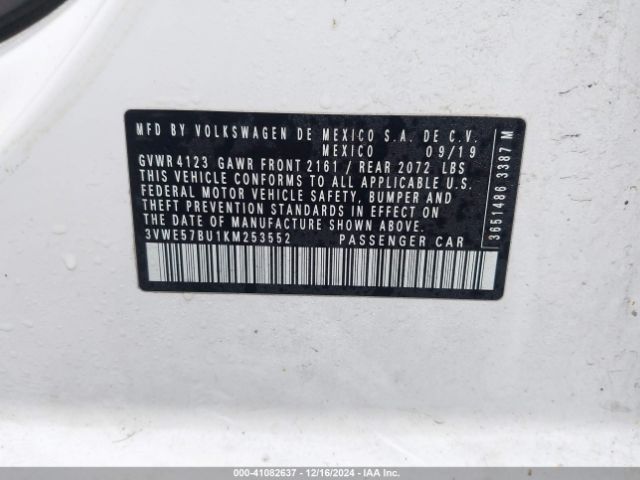 MFD BY VOLKSWAGEN DE MEXICO S.A. DE C.V.
MEXICO 09/19
GVWR 4123 GAWR FRONT 2161 / REAR 2072 LBS
THIS VEHICLE CONFORMS TO ALL APPLICABLE U.S.
FEDERAL MOTOR VEHICLE SAFETY, BUMPER AND
THEFT PREVENTION STANDARDS IN EFFECT ON
THE DATE OF MANUFACTURE SHOWN ABOVE.
3VWE57BU1KM253552 PASSENGER CAR
3651486 3387 M
000-41082637 - 12/16/2024 - IAA Inc.